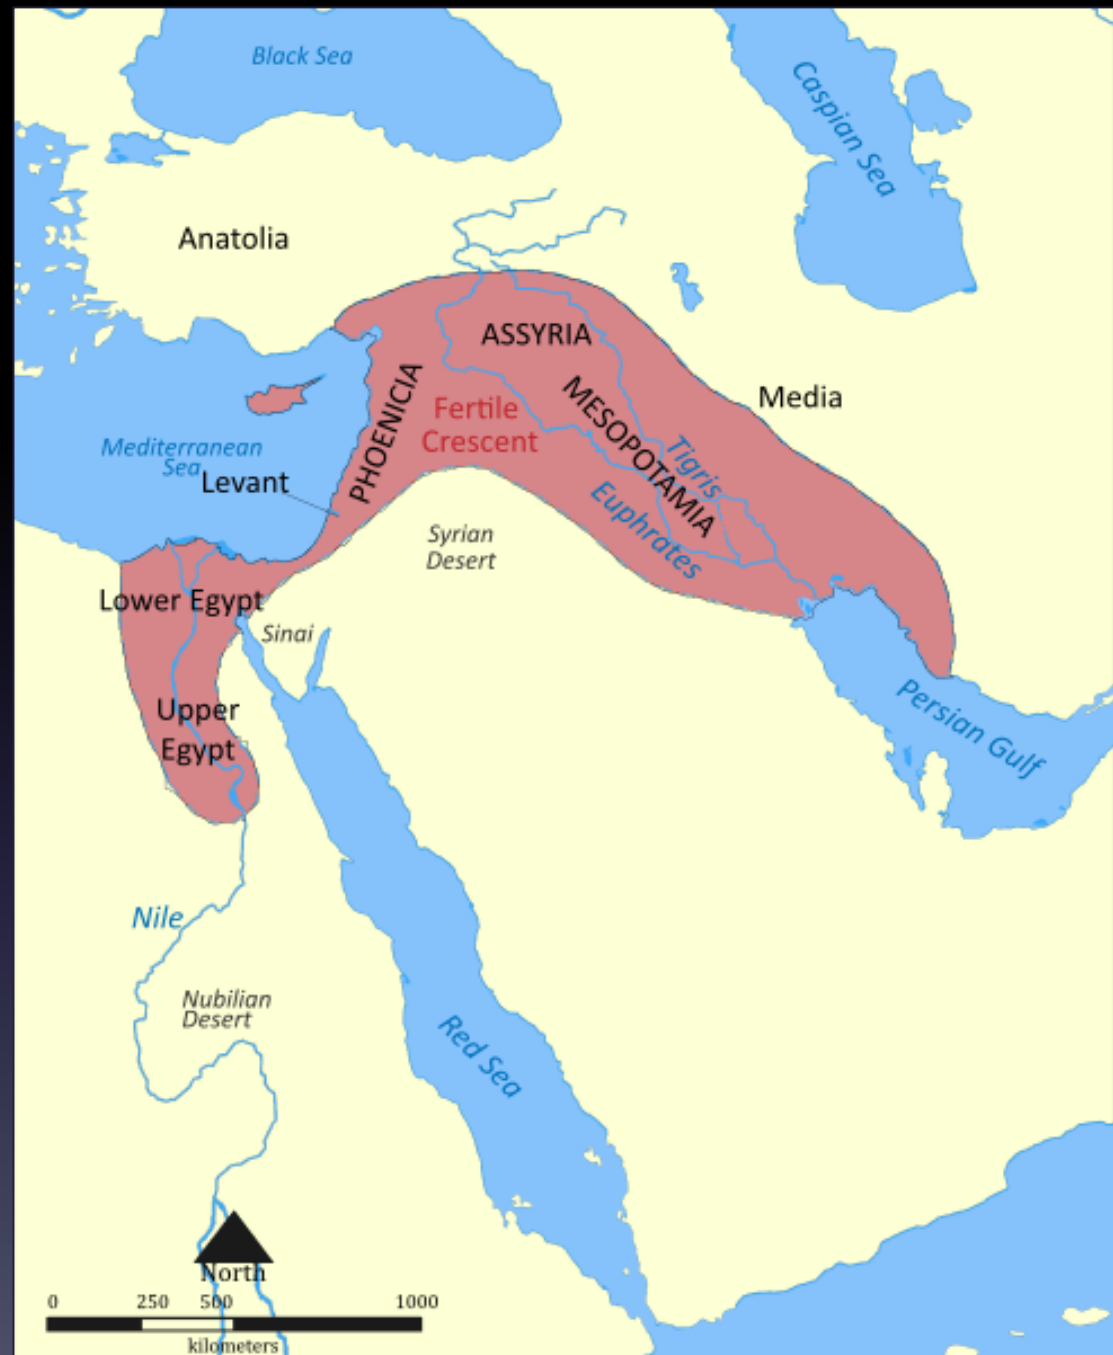 Black Sea
Caspian Sea
Anatolia
ASSYRIA
Media
PHOENICIA
Fertile
Crescent
MESOPOTAMIA
Tigris
Mediterranean
Sea
Levant
Euphrates
Syrian
Desert
Lower Egypt
Sinai
Upper
Egypt
Persian Gulf
Nile
Nubilian
Desert
Red Sea
North
0 250 500 1000
kilometers